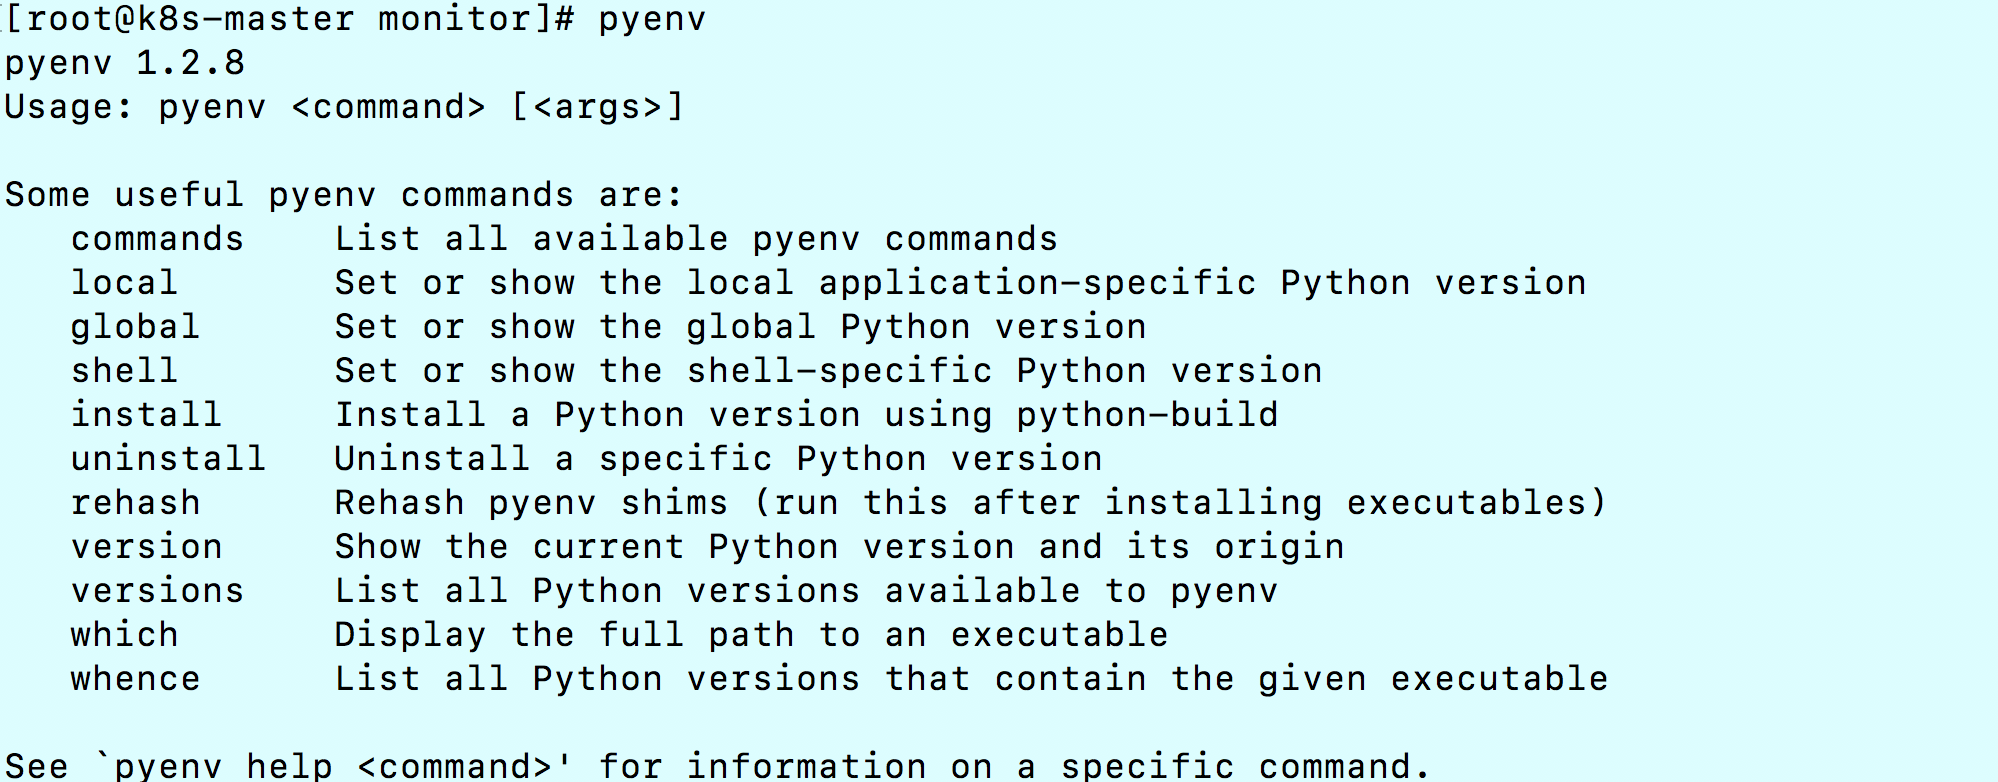 [root@k8s-master monitor]# pyenv
pyenv 1.2.8
Usage: pyenv <command> [<args>]

Some useful pyenv commands are:
   commands    List all available pyenv commands
   local       Set or show the local application-specific Python version
   global      Set or show the global Python version
   shell       Set or show the shell-specific Python version
   install     Install a Python version using python-build
   uninstall   Uninstall a specific Python version
   rehash      Rehash pyenv shims (run this after installing executables)
   version     Show the current Python version and its origin
   versions    List all Python versions available to pyenv
   which       Display the full path to an executable
   whence      List all Python versions that contain the given executable

See `pyenv help <command>' for information on a specific command.